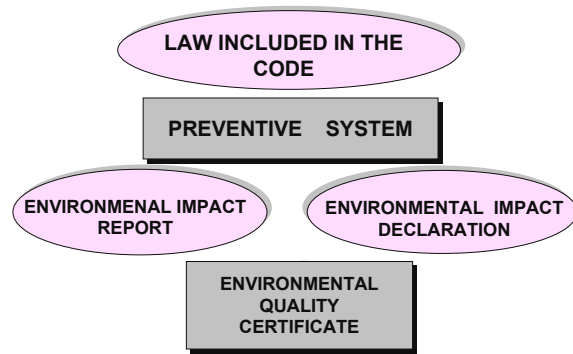 LAW INCLUDED IN THE
CODE
PREVENTIVE SYSTEM
ENVIRONMENAL IMPACT
REPORT
ENVIRONMENTAL IMPACT
DECLARATION
ENVIRONMENTAL
QUALITY
CERTIFICATE